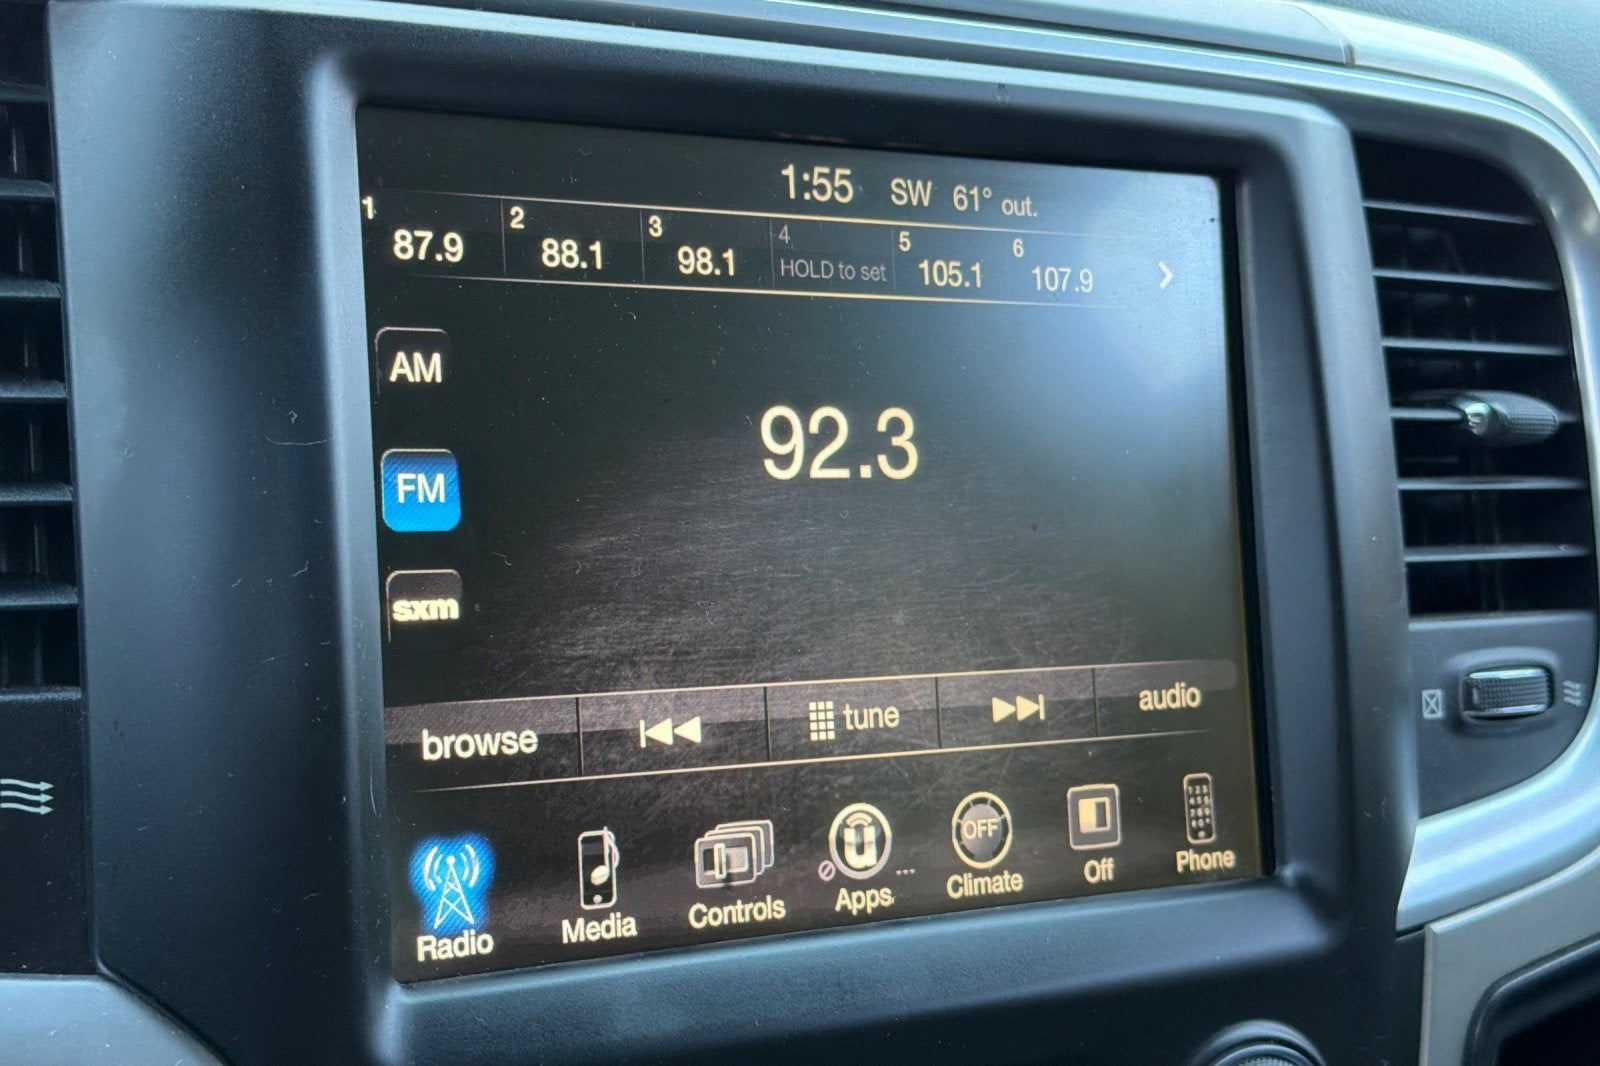 1:55 SW 61° out.
1 87.9 2 88.1 3 98.1 4 HOLD to set 5 105.1 6 107.9
AM
92.3
FM
sxm
browse tune audio
OFF
Radio Media Controls Apps Climate Off Phone